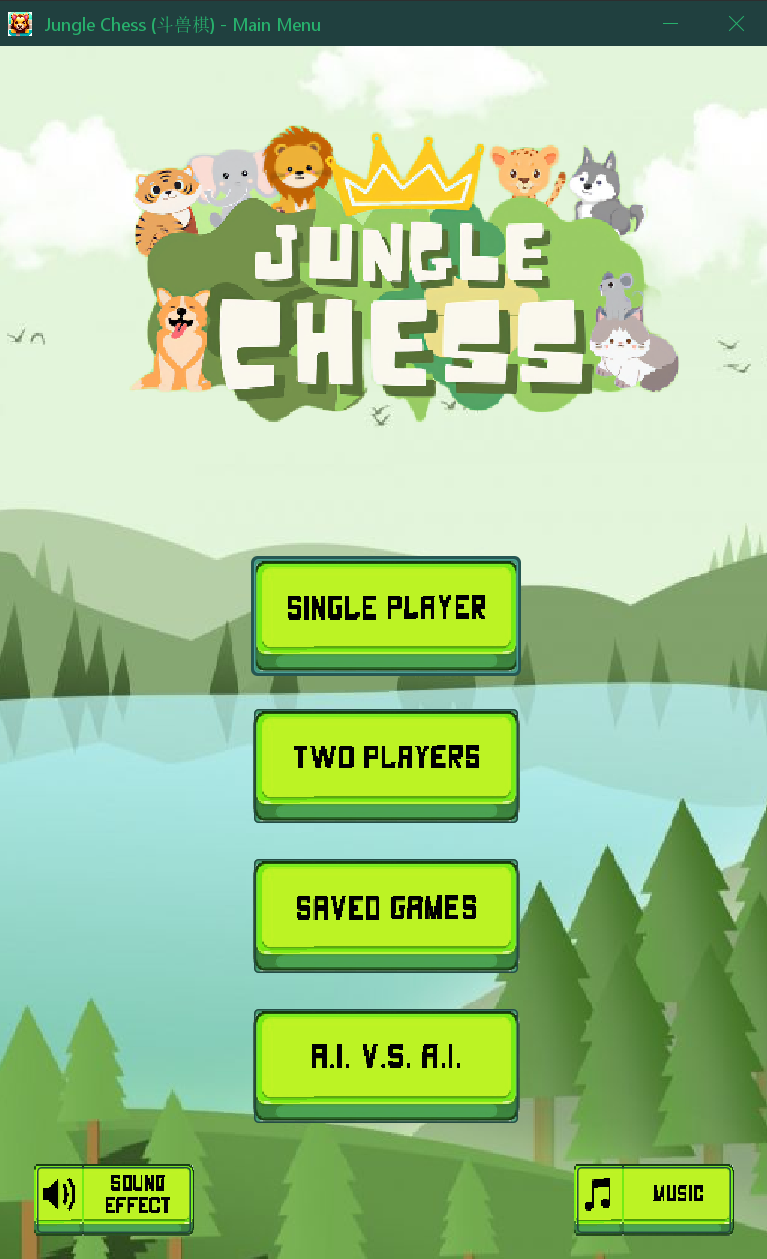 Jungle Chess (斗兽棋) - Main Menu
JUNGLE
CHESS
SINGLE PLAYER
TWO PLAYERS
SAVED GAMES
A.I. V.S. A.I.
SOUND
EFFECT
MUSIC